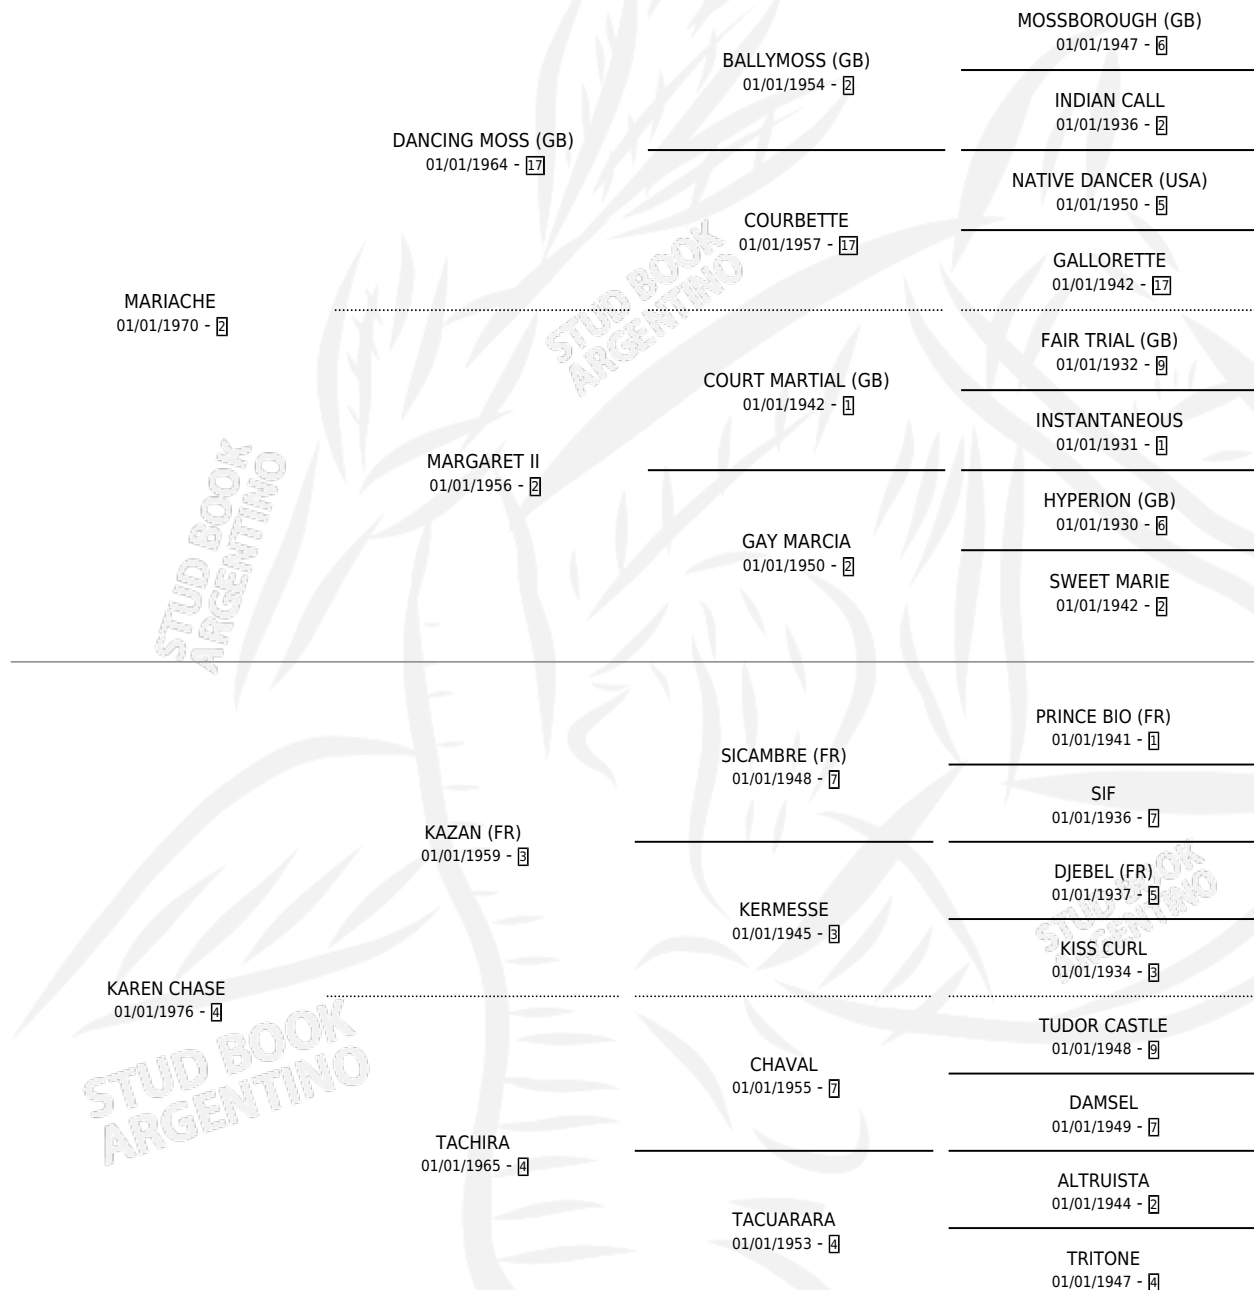 MOSSBOROUGH (GB)
01/01/1947 - 6
BALLYMOSS (GB)
01/01/1954 - 2
INDIAN CALL
01/01/1936 - 2
DANCING MOSS (GB)
01/01/1964 - 17
NATIVE DANCER (USA)
01/01/1950 - 5
COURBETTE
01/01/1957 - 17
GALLORETTE
01/01/1942 - 17
MARIACHE
01/01/1970 - 2
FAIR TRIAL (GB)
01/01/1932 - 9
COURT MARTIAL (GB)
01/01/1942 - 1
INSTANTANEOUS
01/01/1931 - 1
MARGARET II
01/01/1956 - 2
HYPERION (GB)
01/01/1930 - 6
GAY MARCIA
01/01/1950 - 2
SWEET MARIE
01/01/1942 - 2
PRINCE BIO (FR)
01/01/1941 - 1
SICAMBRE (FR)
01/01/1948 - 7
SIF
01/01/1936 - 7
KAZAN (FR)
01/01/1959 - 3
DJEBEL (FR)
01/01/1937 - 5
KERMESSE
01/01/1945 - 3
KISS CURL
01/01/1934 - 3
KAREN CHASE
01/01/1976 - 4
TUDOR CASTLE
01/01/1948 - 9
CHAVAL
01/01/1955 - 7
DAMSEL
01/01/1949 - 7
TACHIRA
01/01/1965 - 4
ALTRUISTA
01/01/1944 - 2
TACUARARA
01/01/1953 - 4
TRITONE
01/01/1947 - 4
STUD BOOK
ARGENTINO
STUD BOOK
ARGENTINO
STUD BOOK
ARGENTINO
STUD BOOK
ARGENTINO